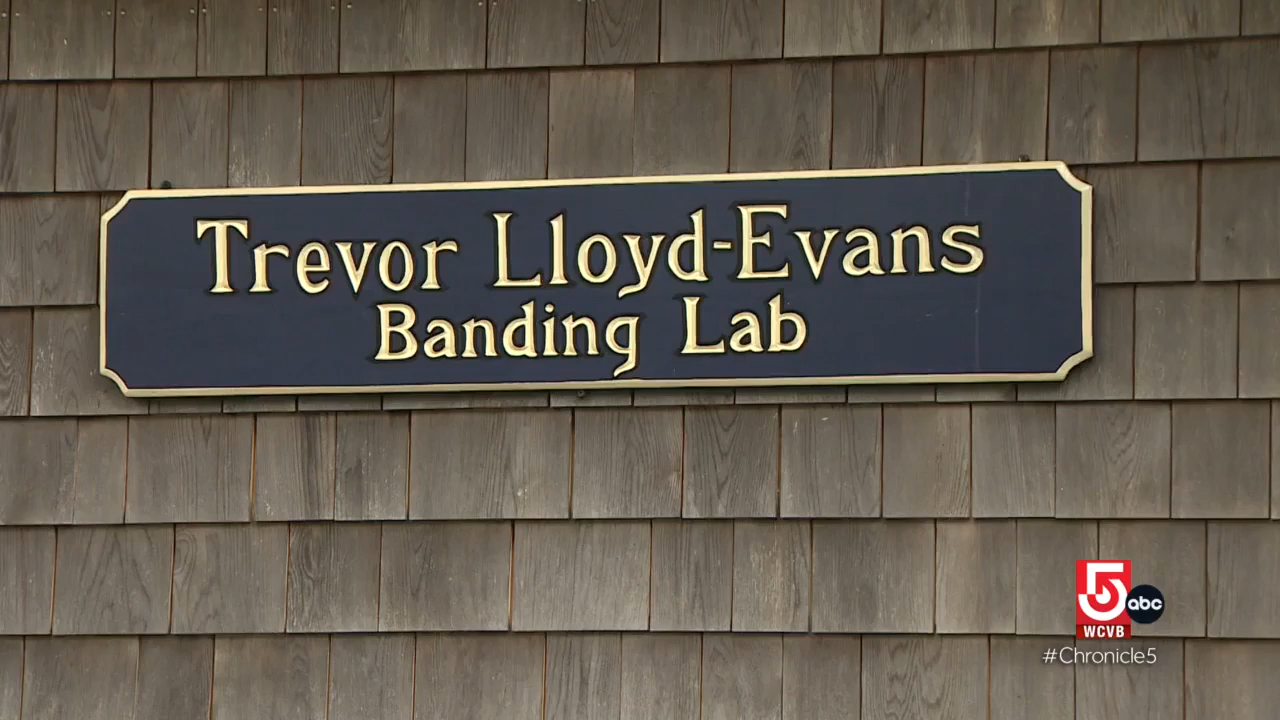 Trevor Lloyd-Evans
Banding Lab
5
abc
WCVB
#Chronicle5